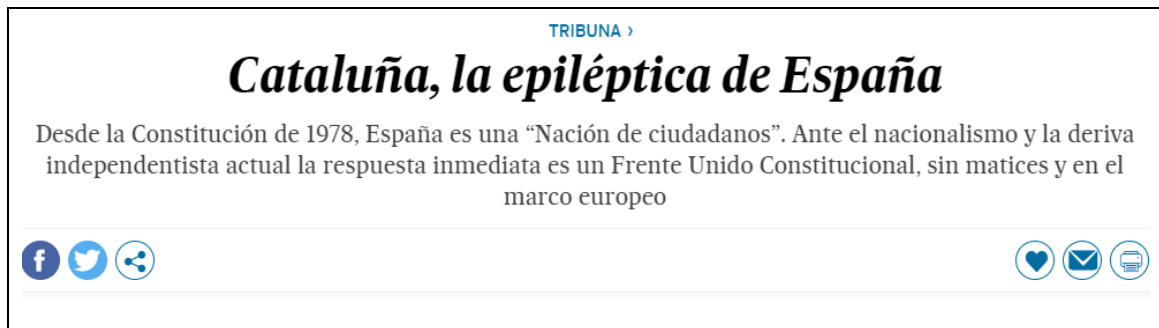 TRIBUNA ›
Cataluña, la epiléptica de España
Desde la Constitución de 1978, España es una “Nación de ciudadanos”. Ante el nacionalismo y la deriva
independentista actual la respuesta inmediata es un Frente Unido Constitucional, sin matices y en el
marco europeo